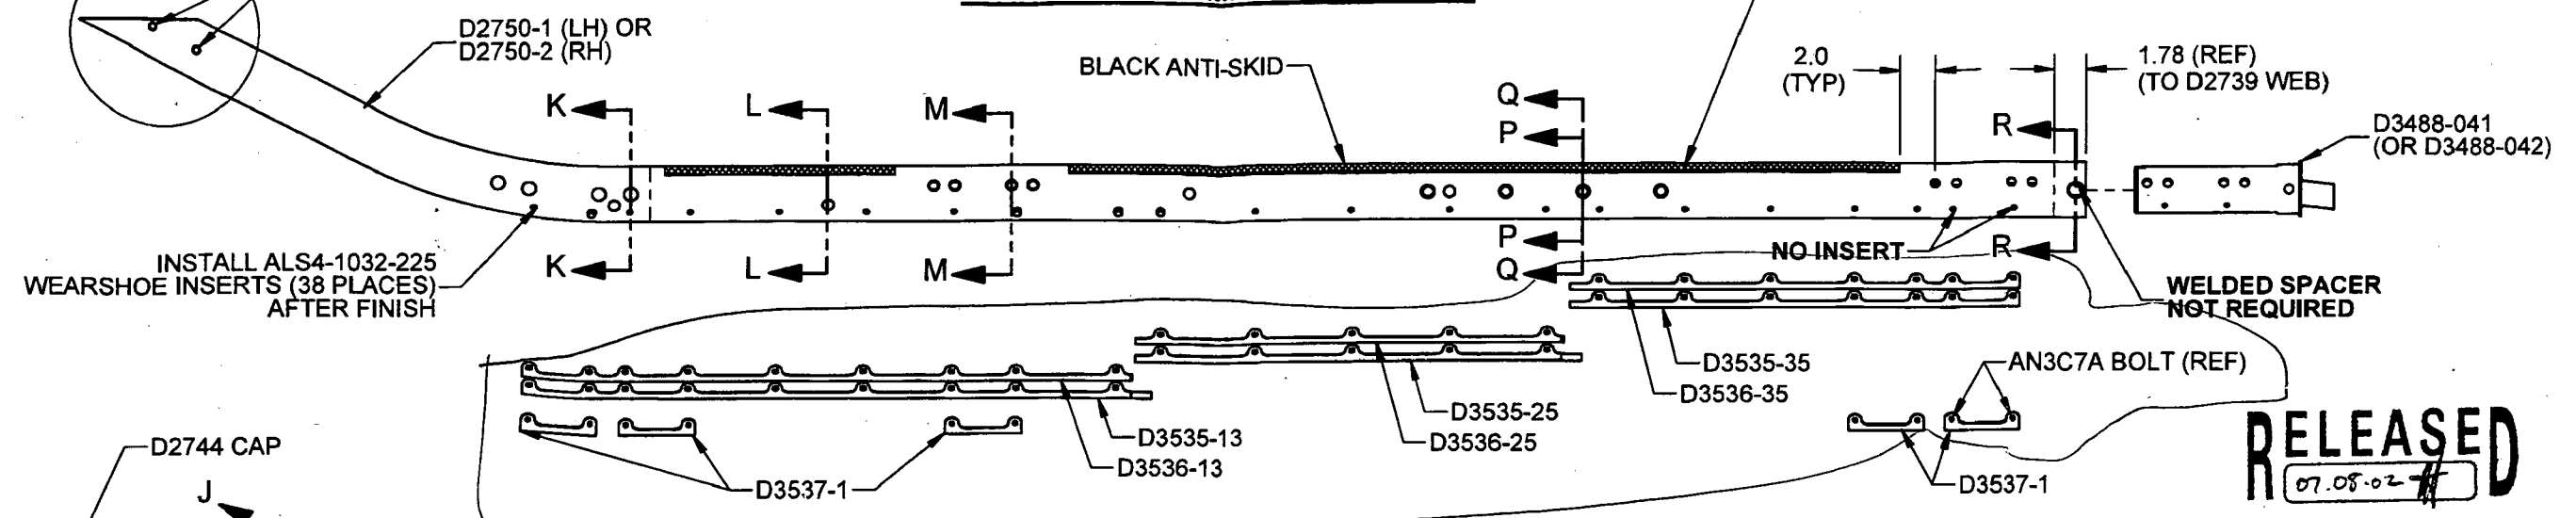 D2750-1 (LH) OR
D2750-2 (RH)
BLACK ANTI-SKID
2.0
(TYP)
1.78 (REF)
(TO D2739 WEB)
D3488-041
(OR D3488-042)
K
L
M
Q
P
R
INSTALL ALS4-1032-225
WEARSHOE INSERTS (38 PLACES)
AFTER FINISH
K
L
M
P
Q
NO INSERT
R
WELDED SPACER
NOT REQUIRED
D3535-35
D3536-35
AN3C7A BOLT (REF)
D3535-25
D3536-25
D3535-13
D3536-13
D3537-1
D3537-1
D2744 CAP
J
RELEASED
07.08.02